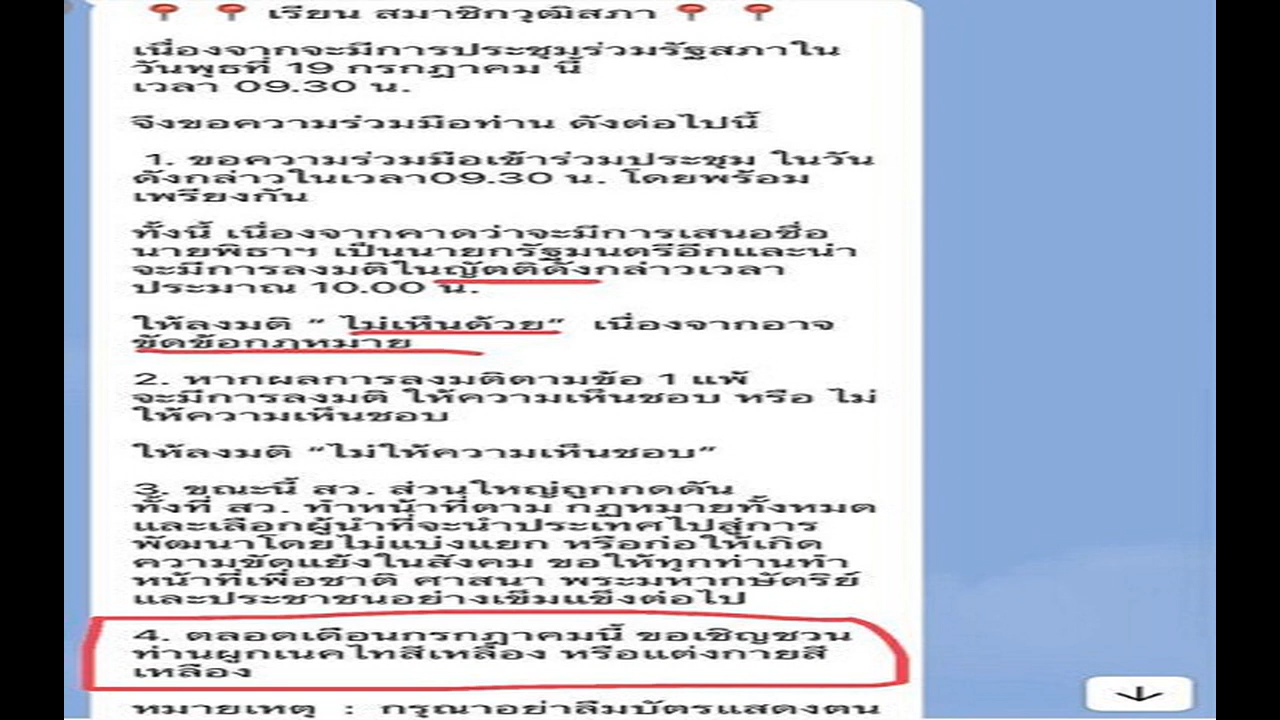 📍 📍 เรียน สมาชิกวุฒิสภา 📍 📍
เนื่องจากจะมีการประชุมร่วมรัฐสภาใน
วันพุธที่ 19 กรกฎาคม นี้
เวลา 09.30 น.
จึงขอความร่วมมือท่าน ดังต่อไปนี้
1. ขอความร่วมมือเข้าร่วมประชุม ในวัน
ดังกล่าวในเวลา09.30 น. โดยพร้อม
เพรียงกัน
ทั้งนี้ เนื่องจากคาดว่าจะมีการเสนอชื่อ
นายพิธาฯ เป็นนายกรัฐมนตรีอีกและน่า
จะมีการลงมติในญัตติดังกล่าวเวลา
ประมาณ 10.00 น.
ให้ลงมติ “ ไม่เห็นด้วย” เนื่องจากอาจ
ขัดข้อกฎหมาย
2. หากผลการลงมติตามข้อ 1 แพ้
จะมีการลงมติ ให้ความเห็นชอบ หรือ ไม่
ให้ความเห็นชอบ
ให้ลงมติ “ไม่ให้ความเห็นชอบ”
3. ขณะนี้ สว. ส่วนใหญ่ถูกกดดัน
ทั้งที่ สว. ทำหน้าที่ตาม กฎหมายทั้งหมด
และเลือกผู้นำที่จะนำประเทศไปสู่การ
พัฒนาโดยไม่แบ่งแยก หรือก่อให้เกิด
ความขัดแย้งในสังคม ขอให้ทุกท่านทำ
หน้าที่เพื่อชาติ ศาสนา พระมหากษัตริย์
และประชาชนอย่างเข้มแข็งต่อไป
4. ตลอดเดือนกรกฎาคมนี้ ขอเชิญชวน
ท่านผูกเนคไทสีเหลือง หรือแต่งกายสี
เหลือง
หมายเหตุ : กรุณาอย่าลืมบัตรแสดงตน